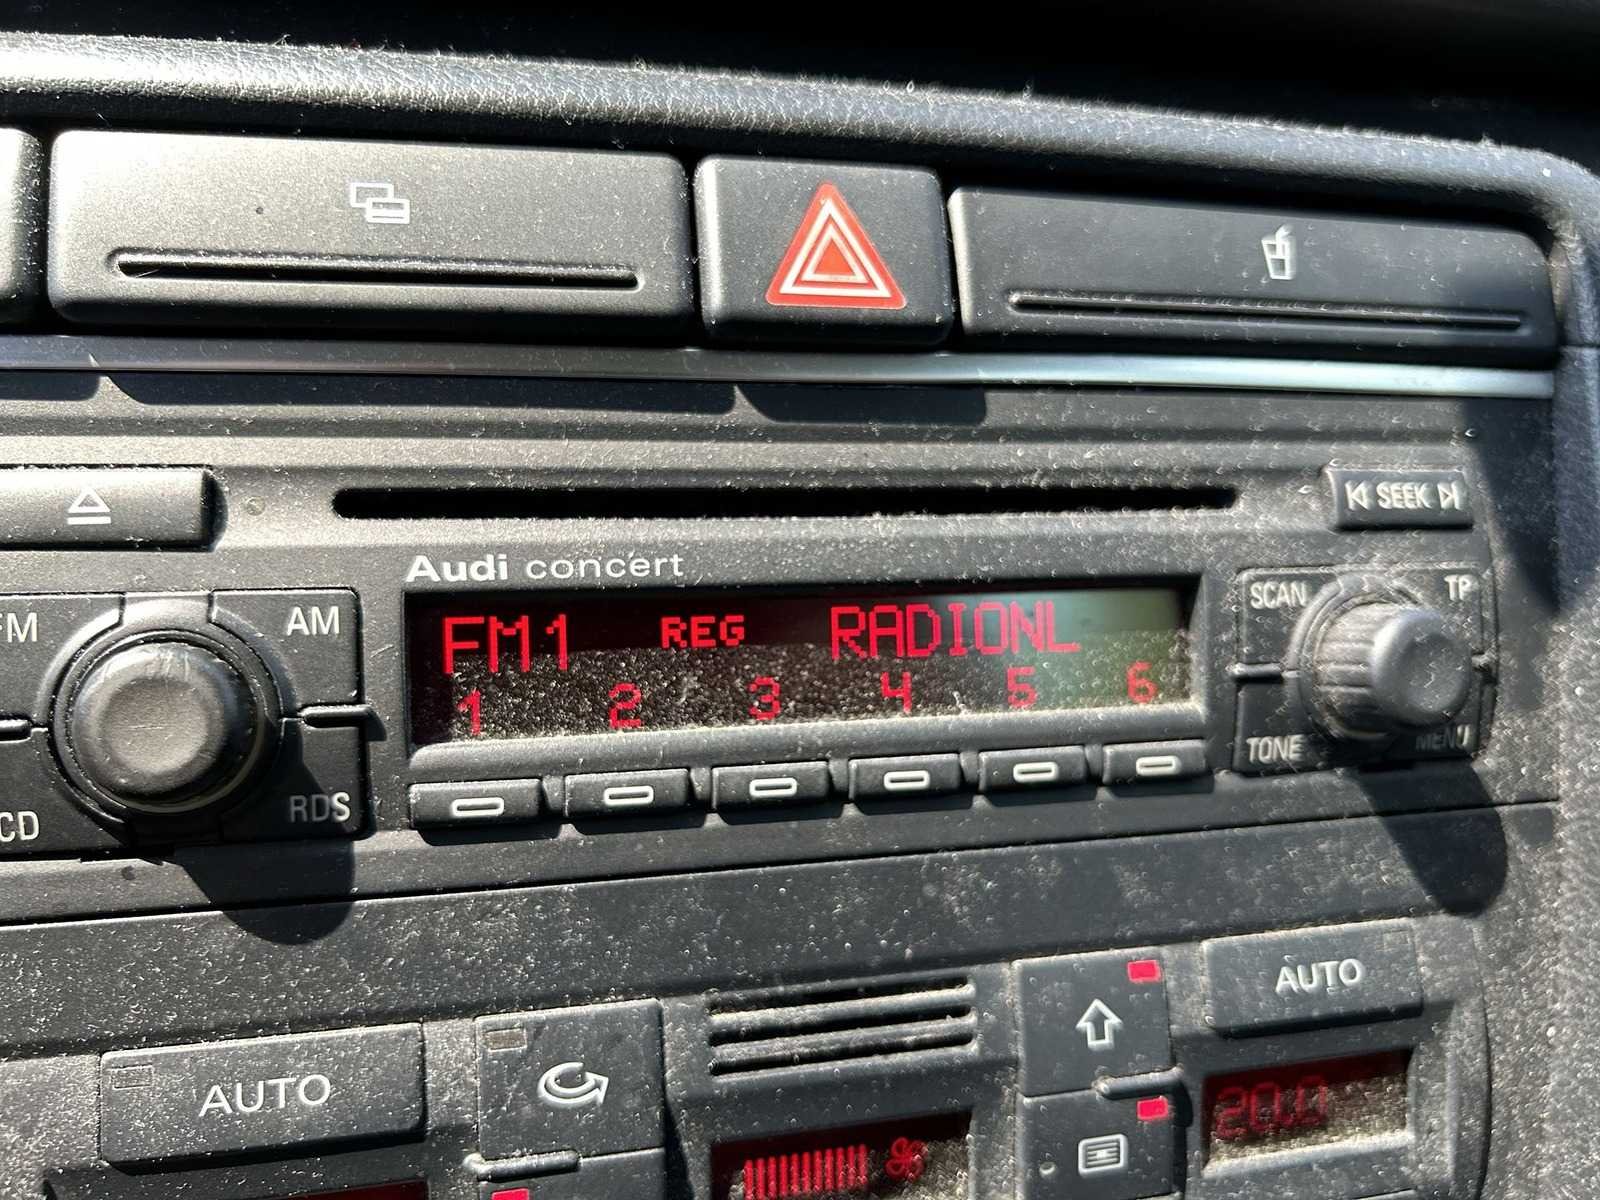 SEEK
Audi concert
FM1 REG RADIONL
1 2 3 4 5 6
FM AM
CD RDS
SCAN TP
TONE MENU
AUTO
AUTO
20.0